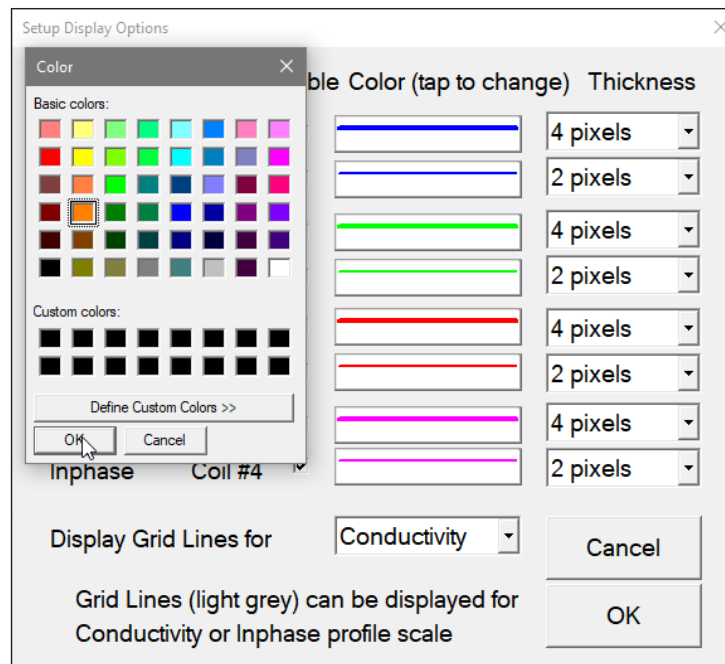 Setup Display Options
Color
Basic colors:
Custom colors:
Define Custom Colors >>
OK
Cancel
ble Color (tap to change) Thickness
4 pixels
2 pixels
4 pixels
2 pixels
4 pixels
2 pixels
4 pixels
Inphase Coil #4 2 pixels
Display Grid Lines for Conductivity
Cancel
Grid Lines (light grey) can be displayed for
Conductivity or Inphase profile scale
OK